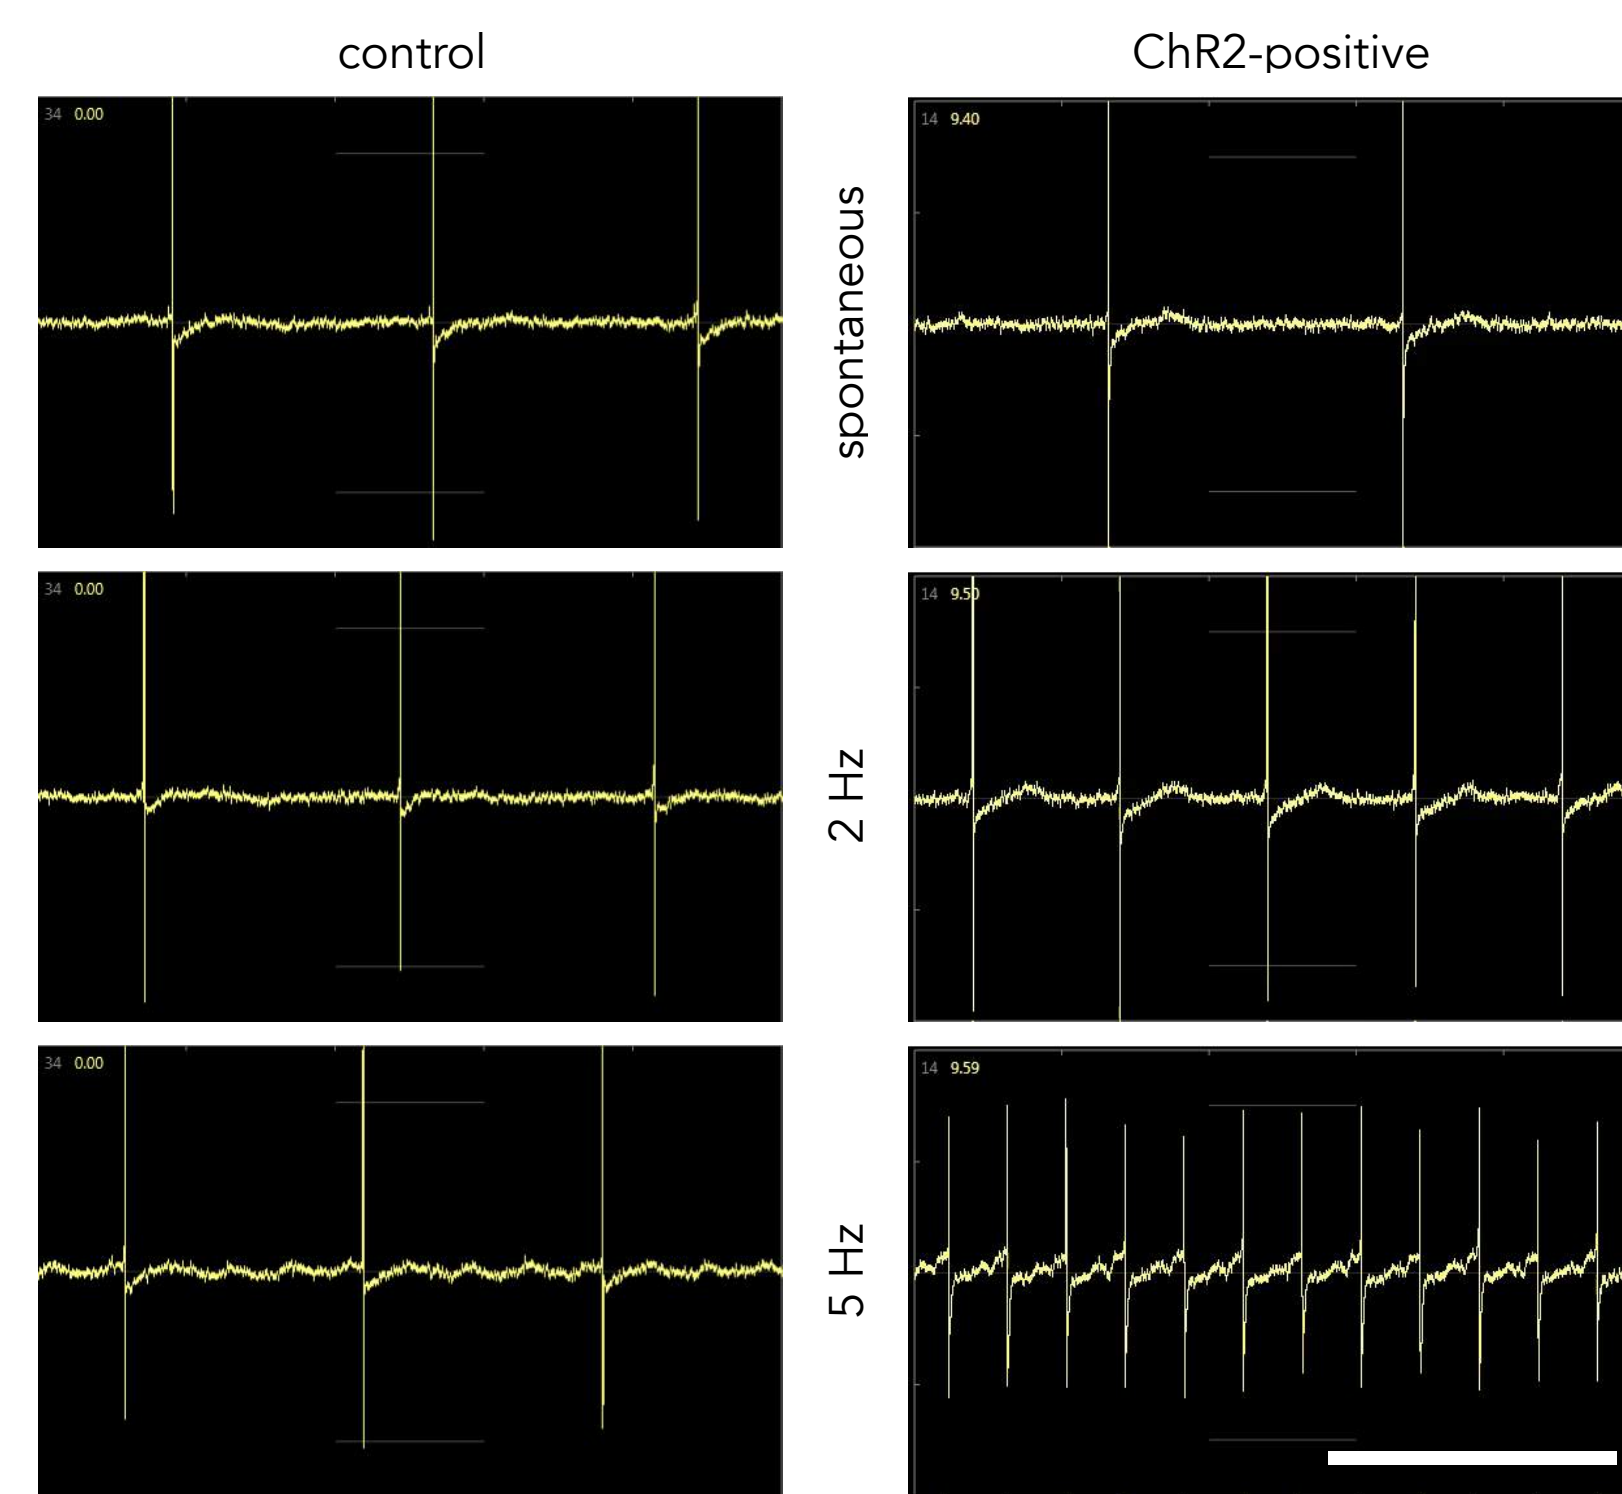 control
ChR2-positive
34 0.00
14 9.40
spontaneous
34 0.00
14 9.50
2 Hz
34 0.00
14 9.59
5 Hz